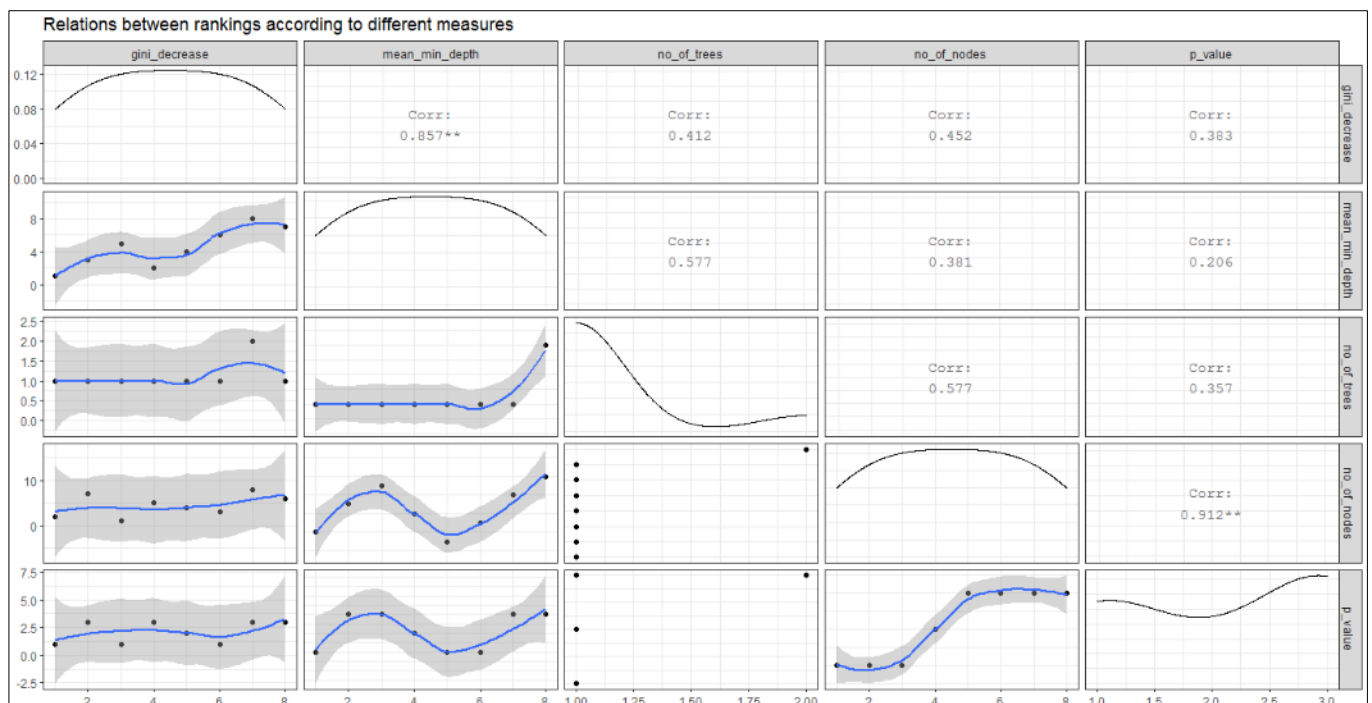 Relations between rankings according to different measures
gini_decrease mean_min_depth no_of_trees no_of_nodes p_value
0.12
0.08
0.04
0.00
Corr:
0.857**
Corr:
0.412
Corr:
0.452
Corr:
0.383
gini_decrease
8
4
0
Corr:
0.577
Corr:
0.381
Corr:
0.206
mean_min_depth
2.5
2.0
1.5
1.0
0.5
0.0
Corr:
0.577
Corr:
0.357
no_of_trees
10
0
Corr:
0.912**
no_of_nodes
7.5
5.0
2.5
0.0
-2.5
p_value
2 4 6 8 2 4 6 8 1.00 1.25 1.50 1.75 2.00 2 4 6 8 1.0 1.5 2.0 2.5 3.0